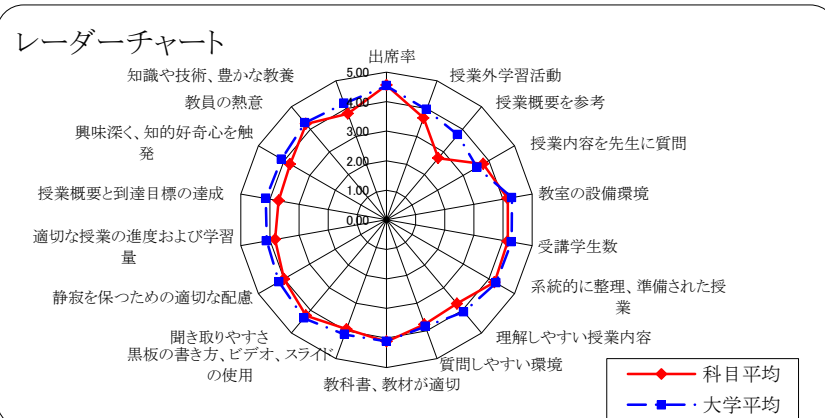 レーダーチャート
出席率
授業外学習活動
授業概要を参考
授業内容を先生に質問
教室の設備環境
受講学生数
系統的に整理、準備された授
業
理解しやすい授業内容
質問しやすい環境
教科書、教材が適切
黒板の書き方、ビデオ、スライド
の使用
聞き取りやすさ
静寂を保つための適切な配慮
適切な授業の進度および学習
量
授業概要と到達目標の達成
興味深く、知的好奇心を触
発
教員の熱意
知識や技術、豊かな教養
5.00
4.00
3.00
2.00
1.00
0.00
科目平均
大学平均